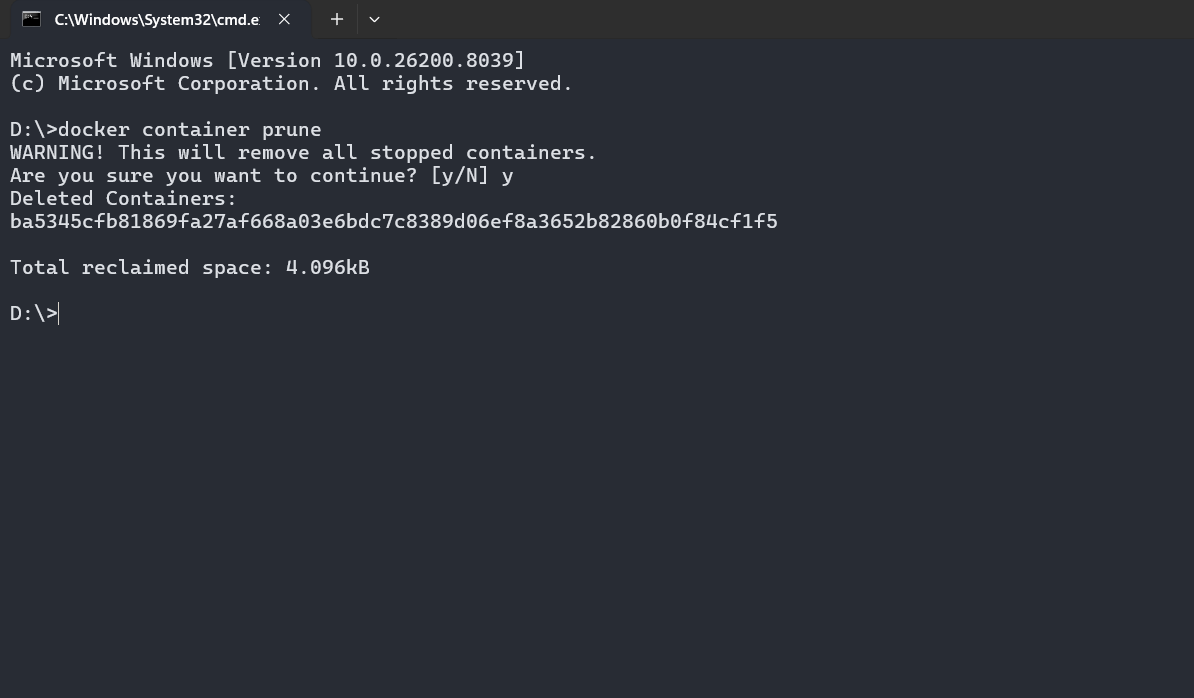 C:\Windows\System32\cmd.e
Microsoft Windows [Version 10.0.26200.8039]
(c) Microsoft Corporation. All rights reserved.
D:\>docker container prune
WARNING! This will remove all stopped containers.
Are you sure you want to continue? [y/N] y
Deleted Containers:
ba5345cfb81869fa27af668a03e6bdc7c8389d06ef8a3652b82860b0f84cf1f5
Total reclaimed space: 4.096kB
D:\>